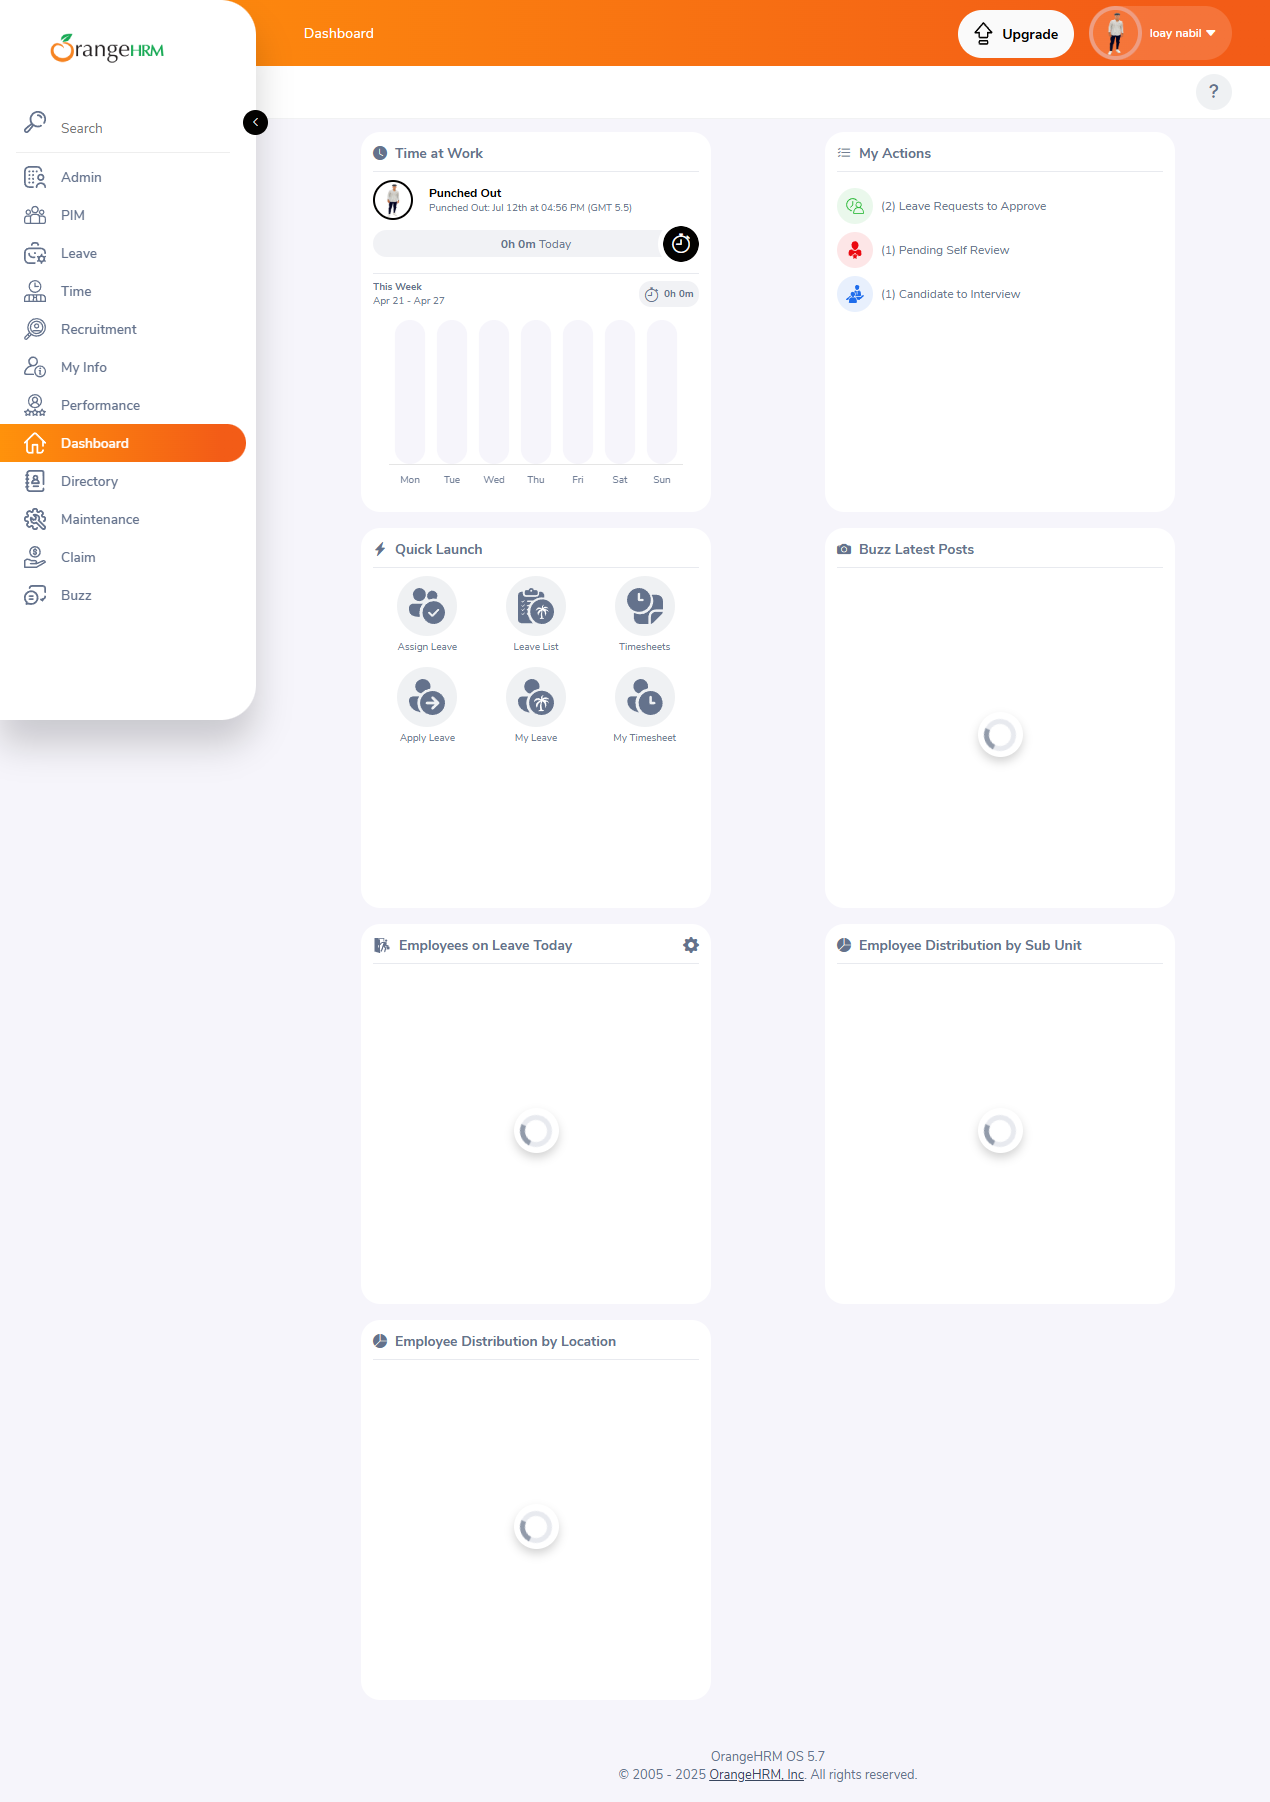 OrangeHRM
Search
Admin
PIM
Leave
Time
Recruitment
My Info
Performance
Dashboard
Directory
Maintenance
Claim
Buzz
Dashboard
Upgrade
loay nabil
?
Time at Work
Punched Out
Punched Out: Jul 12th at 04:56 PM (GMT 5.5)
0h 0m Today
This Week
Apr 21 - Apr 27
0h 0m
Mon Tue Wed Thu Fri Sat Sun
My Actions
(2) Leave Requests to Approve
(1) Pending Self Review
(1) Candidate to Interview
Quick Launch
Assign Leave
Leave List
Timesheets
Apply Leave
My Leave
My Timesheet
Buzz Latest Posts
Employees on Leave Today
Employee Distribution by Sub Unit
Employee Distribution by Location
OrangeHRM OS 5.7
© 2005 - 2025 OrangeHRM, Inc. All rights reserved.